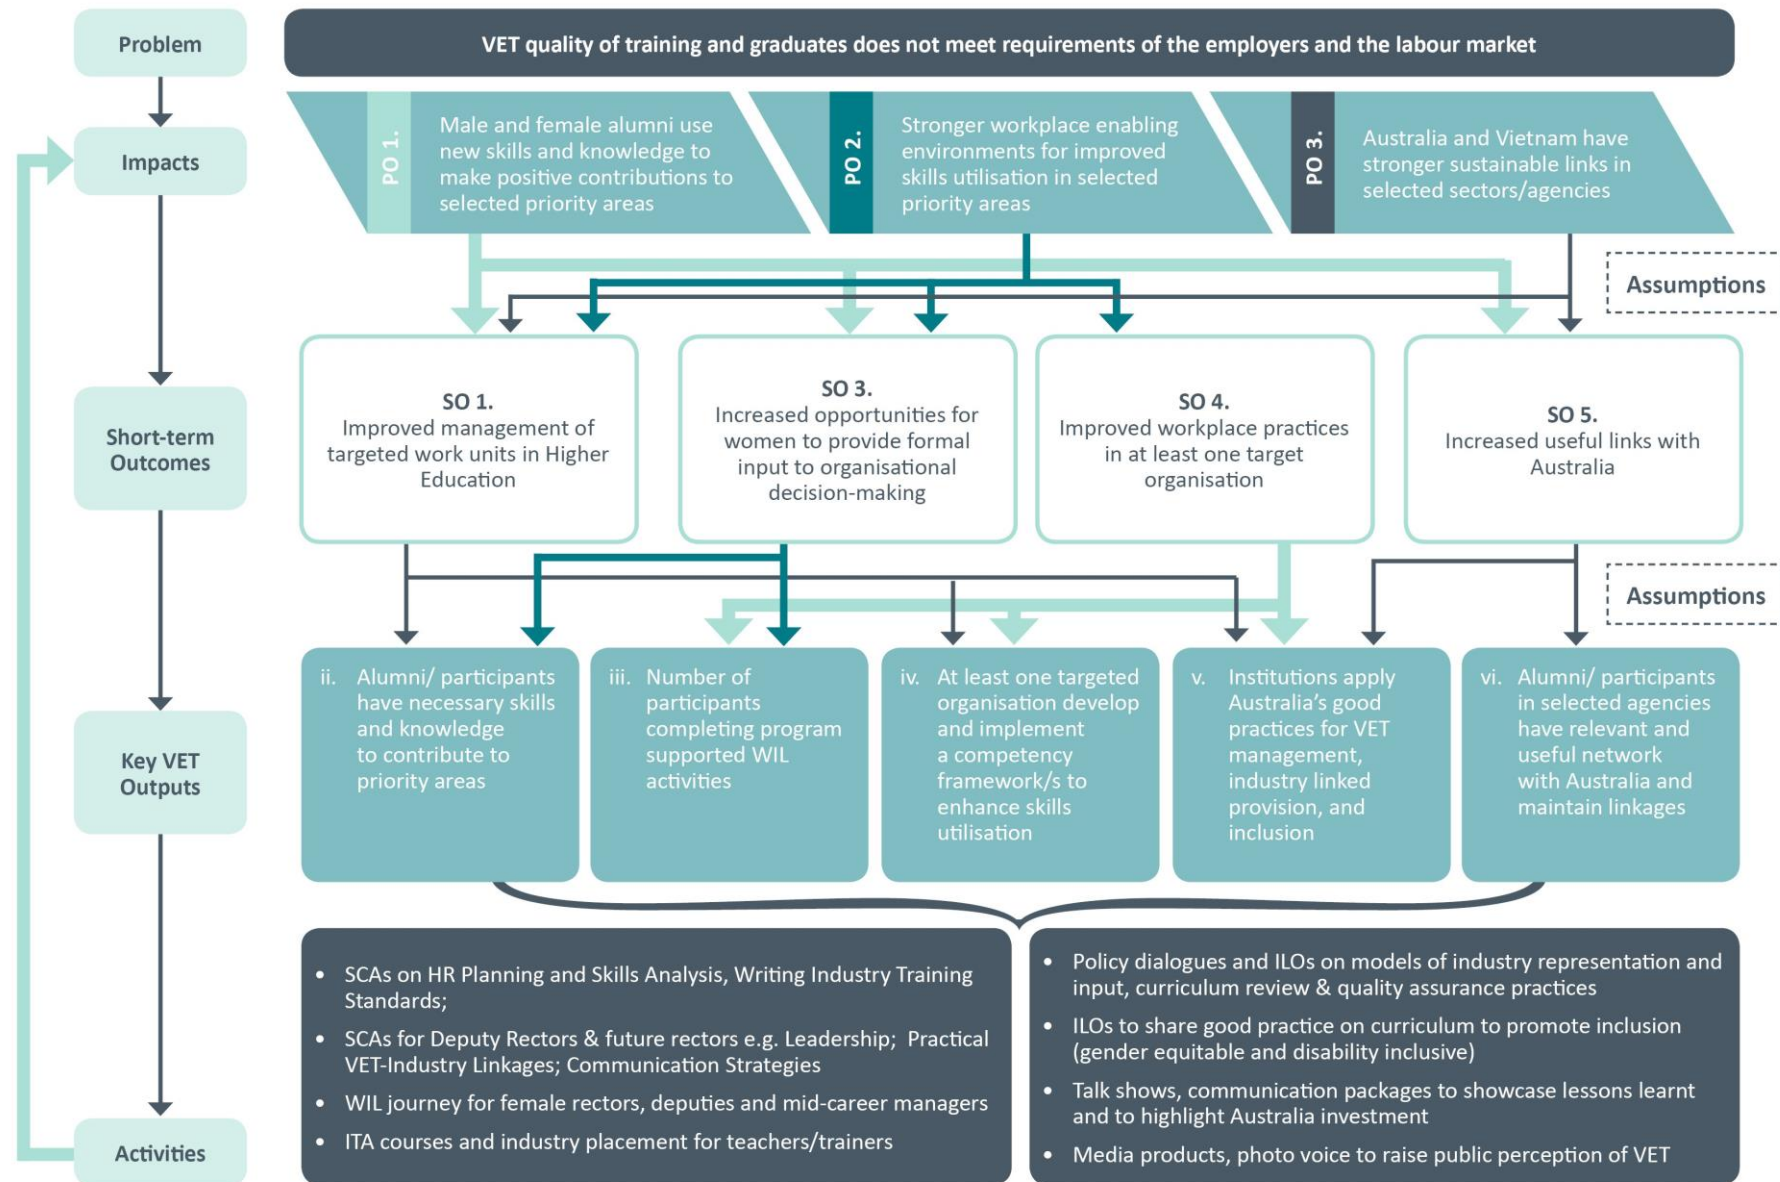 Problem
VET quality of training and graduates does not meet requirements of the employers and the labour market
Impacts
PO 1.
Male and female alumni use
new skills and knowledge to
make positive contributions to
selected priority areas
PO 2.
Stronger workplace enabling
environments for improved
skills utilisation in selected
priority areas
PO 3.
Australia and Vietnam have
stronger sustainable links in
selected sectors/agencies
Assumptions
Short-term
Outcomes
SO 1.
Improved management of
targeted work units in Higher
Education
SO 3.
Increased opportunities for
women to provide formal
input to organisational
decision-making
SO 4.
Improved workplace practices
in at least one target
organisation
SO 5.
Increased useful links with
Australia
Assumptions
Key VET
Outputs
ii. Alumni/ participants
have necessary skills
and knowledge
to contribute to
priority areas
iii. Number of
participants
completing program
supported WIL
activities
iv. At least one targeted
organisation develop
and implement
a competency
framework/s to
enhance skills
utilisation
v. Institutions apply
Australia's good
practices for VET
management,
industry linked
provision, and
inclusion
vi. Alumni/ participants
in selected agencies
have relevant and
useful network
with Australia and
maintain linkages
Activities
• SCAs on HR Planning and Skills Analysis, Writing Industry Training
Standards;
• SCAs for Deputy Rectors & future rectors e.g. Leadership; Practical
VET-Industry Linkages; Communication Strategies
• WIL journey for female rectors, deputies and mid-career managers
• ITA courses and industry placement for teachers/trainers
• Policy dialogues and ILOs on models of industry representation and
input, curriculum review & quality assurance practices
• ILOs to share good practice on curriculum to promote inclusion
(gender equitable and disability inclusive)
• Talk shows, communication packages to showcase lessons learnt
and to highlight Australia investment
• Media products, photo voice to raise public perception of VET